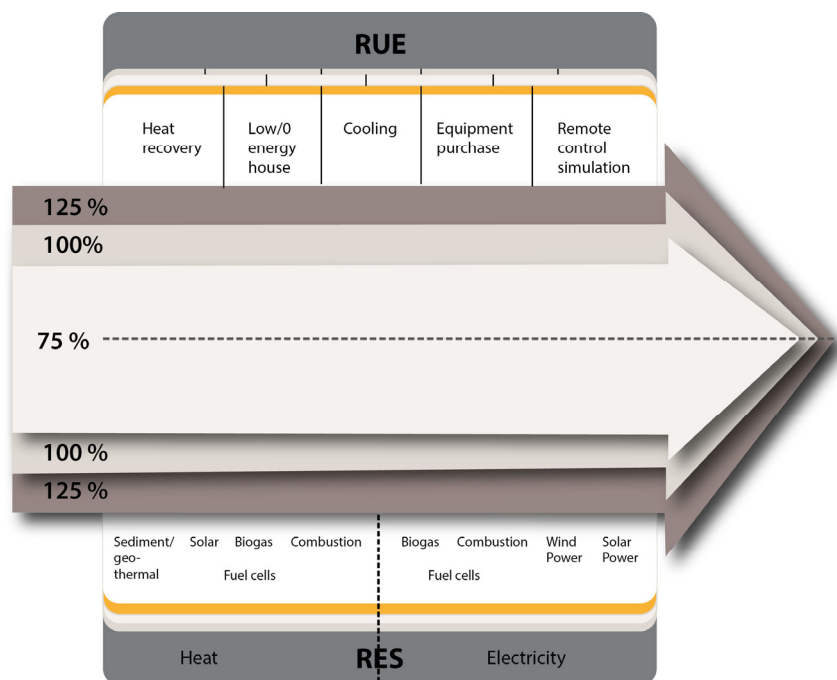 RUE
Heat
recovery
Low/0
energy
house
Cooling
Equipment
purchase
Remote
control
simulation
125 %
100%
75 %
100 %
125 %
Sediment/
geo-
thermal
Solar
Biogas
Combustion
Fuel cells
Biogas
Combustion
Fuel cells
Wind
Power
Solar
Power
Heat
RES
Electricity